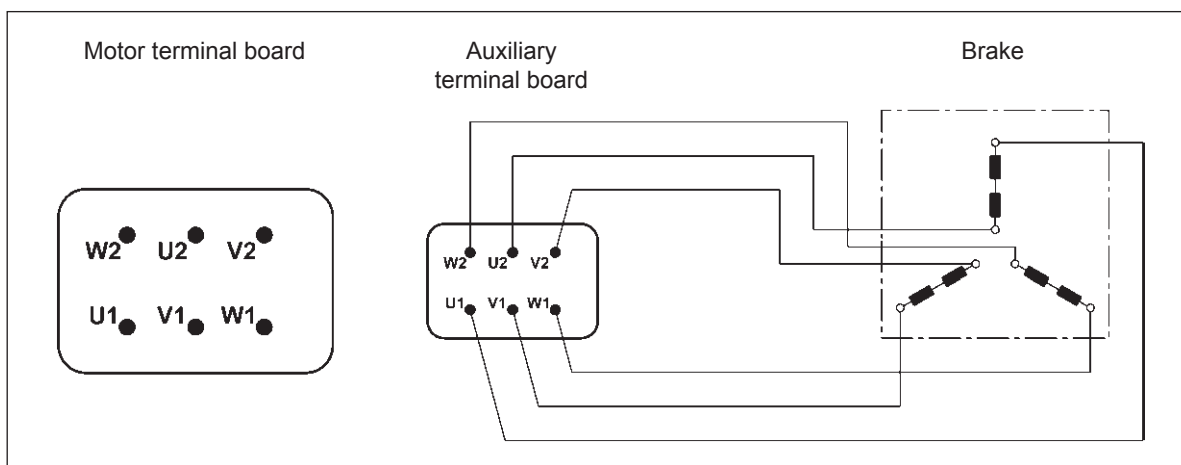 Motor terminal board
Auxiliary
terminal board
Brake
W2 U2 V2
U1 V1 W1
W2 U2 V2
U1 V1 W1